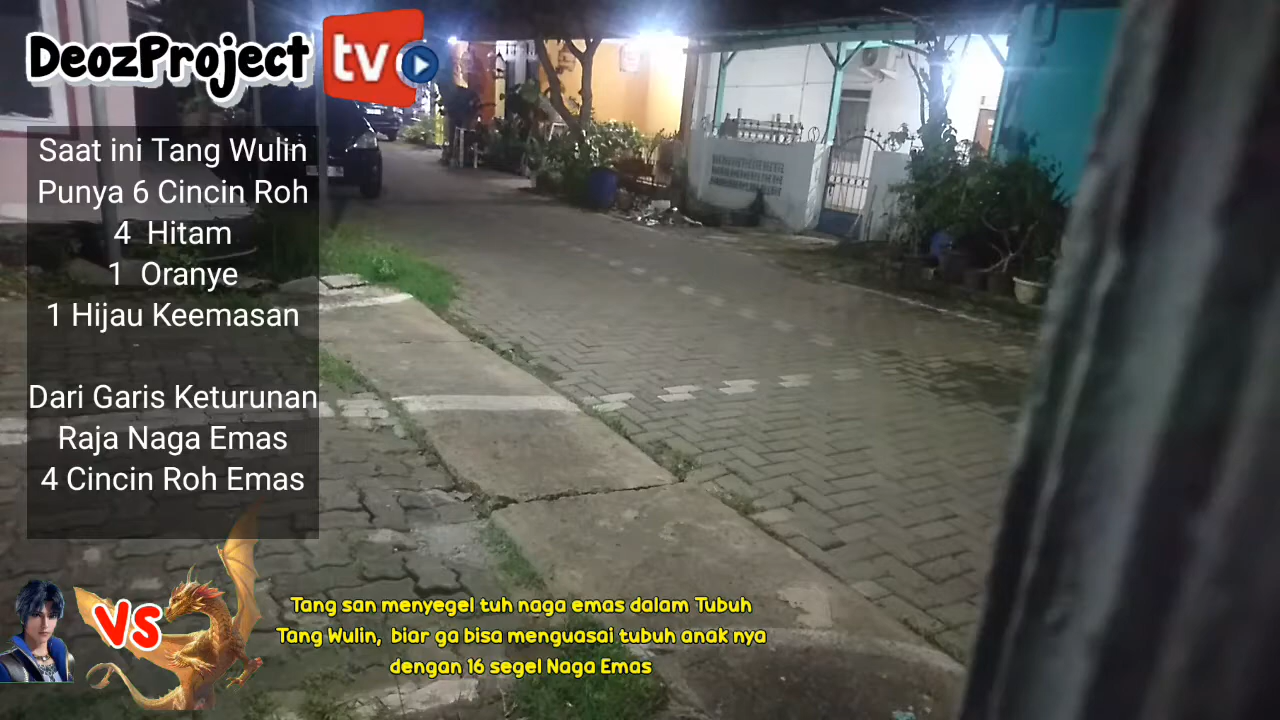 DeozProject tv
Saat ini Tang Wulin
Punya 6 Cincin Roh
4 Hitam
1 Oranye
1 Hijau Keemasan
Dari Garis Keturunan
Raja Naga Emas
4 Cincin Roh Emas
VS
Tang san menyegel tuh naga emas dalam Tubuh
Tang Wulin, biar ga bisa menguasai tubuh anak nya
dengan 16 segel Naga Emas